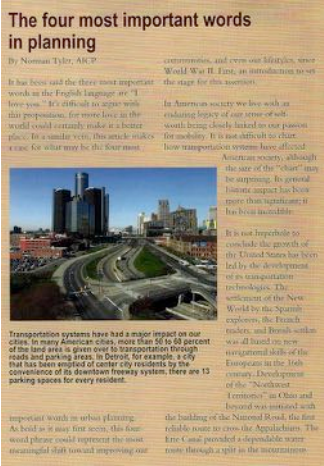 The four most important words
in planning
By Norman Tyler, AICP
It has been said the three most important
words in the English language are "I
love you." It's difficult to argue with
this proposition, for more love in the
world could certainly make it a better
place. In a similar vein, this article makes
a case for what may be the four most
important words in urban planning.
As bold as it may first seem, this four-
word phrase could represent the most
meaningful shift toward improving our
communities, and even our lifestyles, since
World War II. First, an introduction to set
the stage for this assertion.
In American society we live with an
enduring legacy of our sense of self-
worth being closely linked to our passion
for mobility. It is not difficult to chart
how transportation systems have affected
American society, although
the size of the "chart" may
be surprising. Its general
historic impact has been
more than significant; it
has been incredible.
It is not hyperbole to
conclude the growth of
the United States has been
led by the development
of its transportation
technologies. The
settlement of the New
World by the Spanish
explorers, the French
traders, and British settlers
was all based on new
navigational skills of the
Europeans in the 16th
century. Development
of the "Northwest
Territories" in Ohio and
beyond was initiated with
the building of the National Road, the first
reliable route to cross the Appalachians. The
Erie Canal provided a dependable water
route through a split in the mountains
Transportation systems have had a major impact on our
cities. In many American cities, more than 50 to 60 percent
of the land area is given over to transportation through
roads and parking areas. In Detroit, for example, a city
that has been emptied of center city residents by the
convenience of its downtown freeway system, there are 13
parking spaces for every resident.